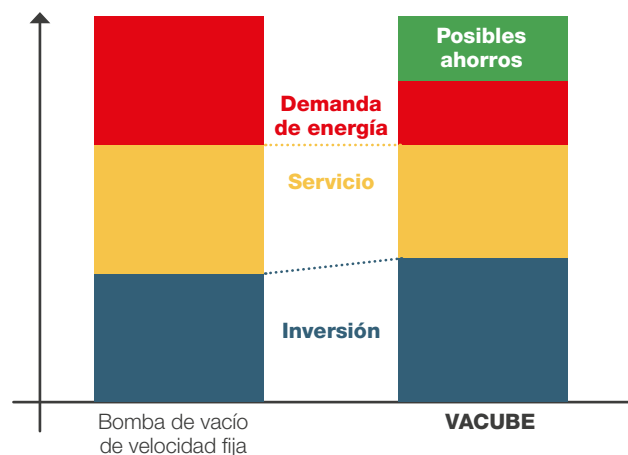 Posibles
ahorros
Demanda
de energía
Servicio
Inversión
Bomba de vacío
de velocidad fija
VACUBE